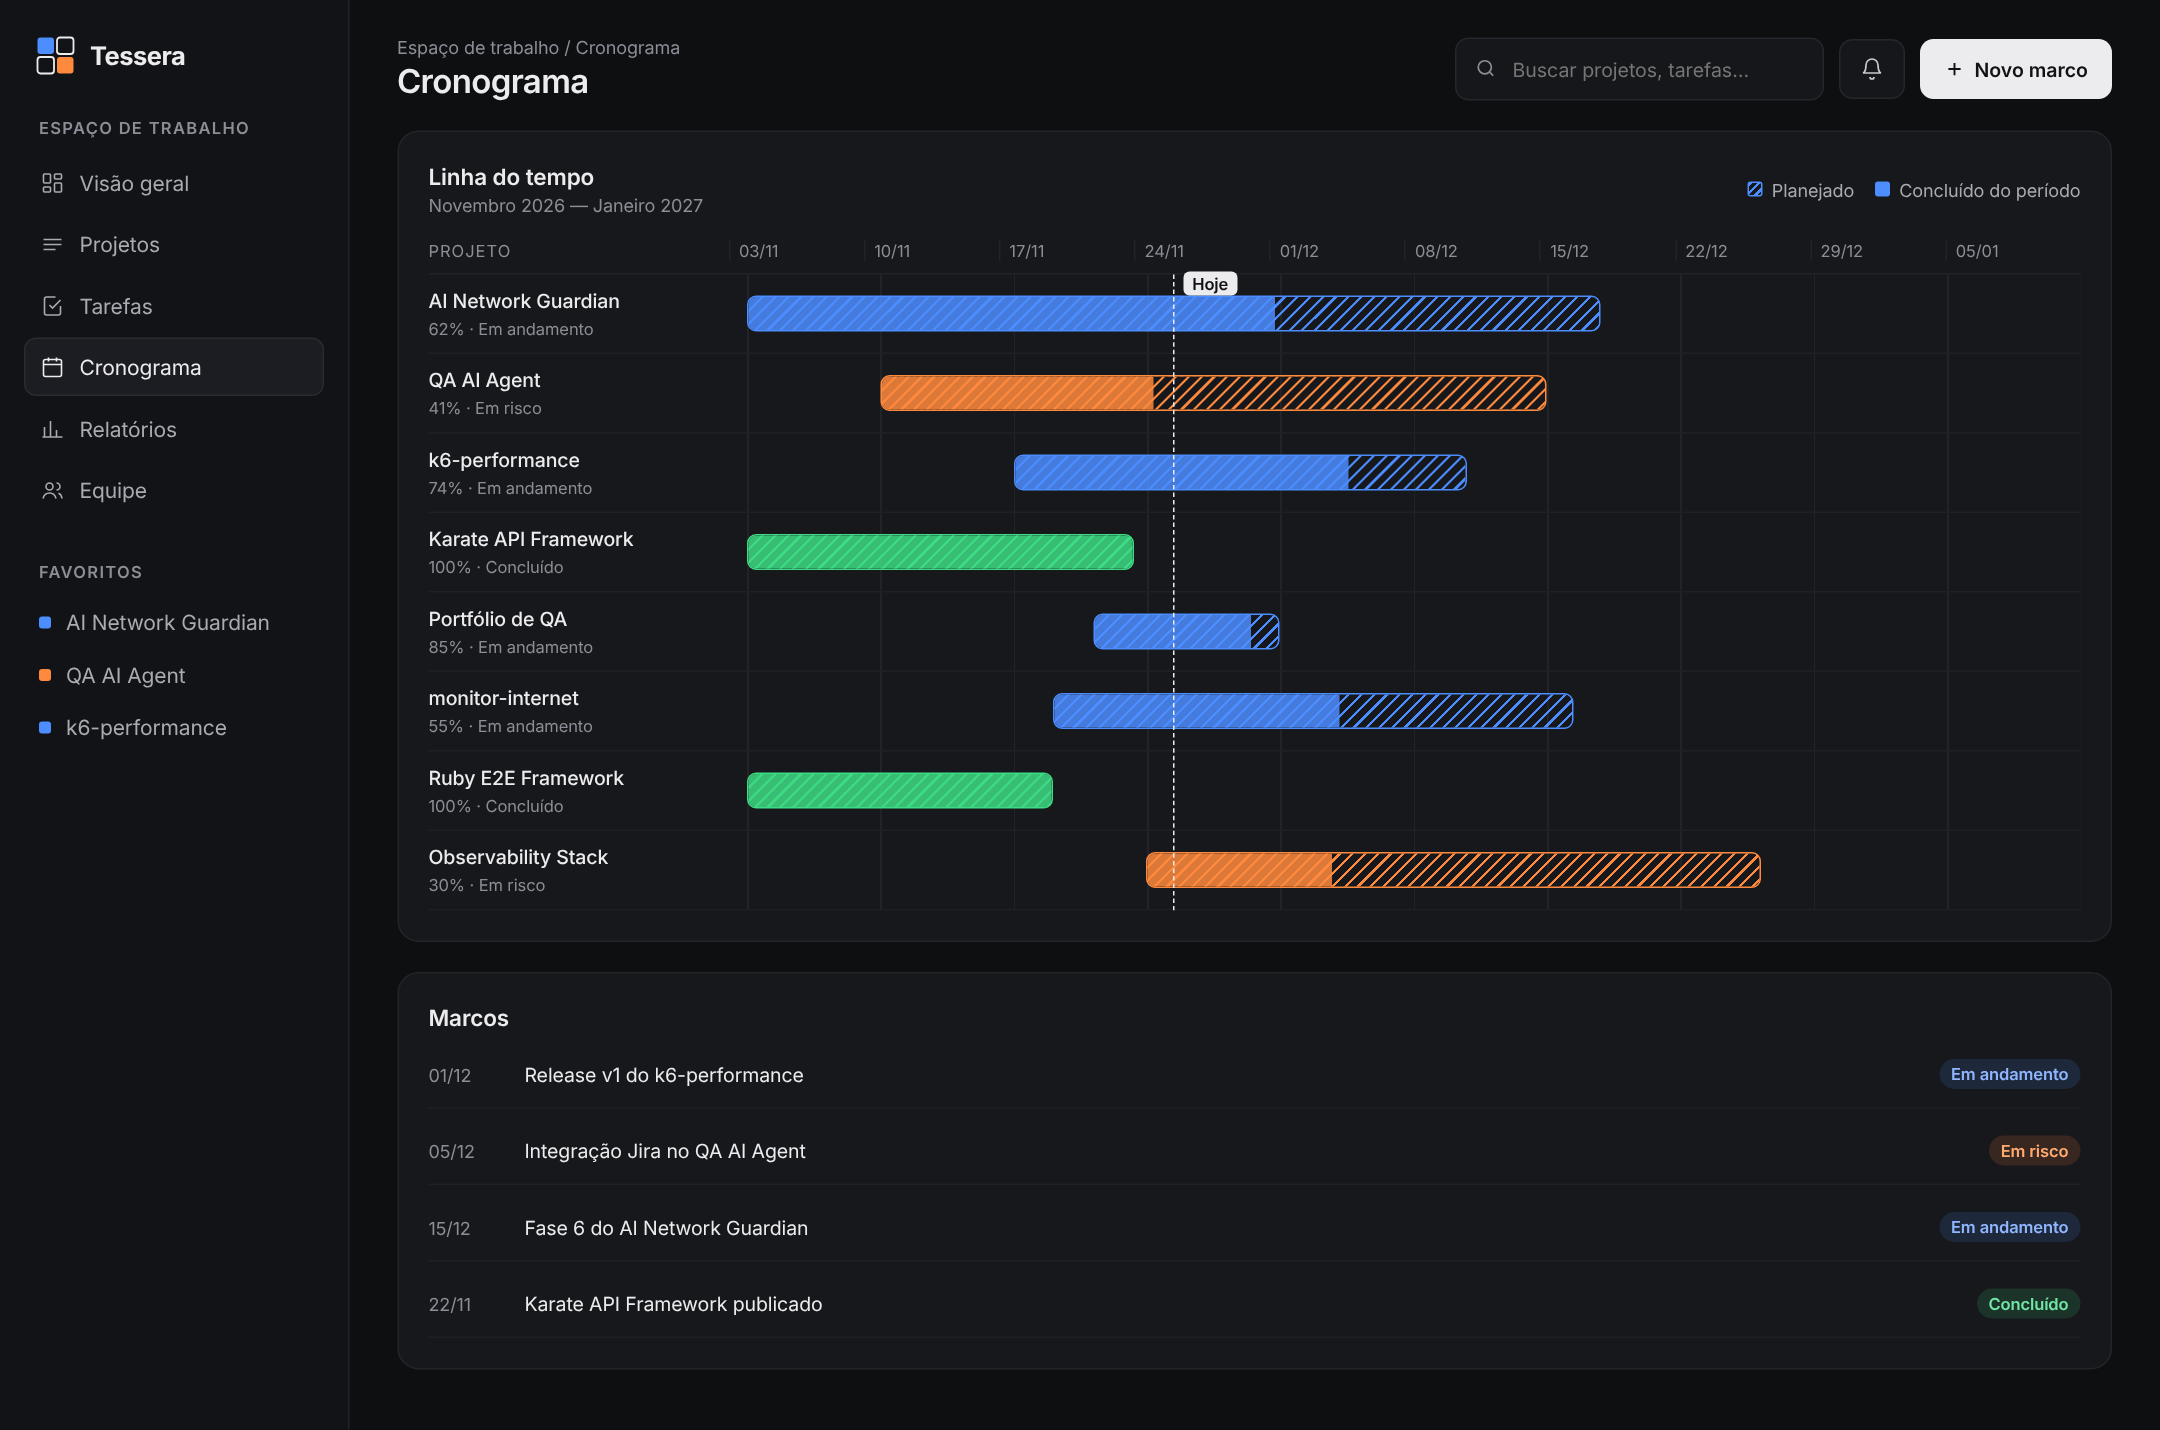 Tessera
ESPAÇO DE TRABALHO
Visão geral
Projetos
Tarefas
Cronograma
Relatórios
Equipe
FAVORITOS
AI Network Guardian
QA AI Agent
k6-performance
Espaço de trabalho / Cronograma
Cronograma
Buscar projetos, tarefas...
+ Novo marco
Linha do tempo
Novembro 2026 — Janeiro 2027
Planejado Concluído do período
PROJETO 03/11 10/11 17/11 24/11 01/12 08/12 15/12 22/12 29/12 05/01
Hoje
AI Network Guardian
62% · Em andamento
QA AI Agent
41% · Em risco
k6-performance
74% · Em andamento
Karate API Framework
100% · Concluído
Portfólio de QA
85% · Em andamento
monitor-internet
55% · Em andamento
Ruby E2E Framework
100% · Concluído
Observability Stack
30% · Em risco
Marcos
01/12 Release v1 do k6-performance Em andamento
05/12 Integração Jira no QA AI Agent Em risco
15/12 Fase 6 do AI Network Guardian Em andamento
22/11 Karate API Framework publicado Concluído